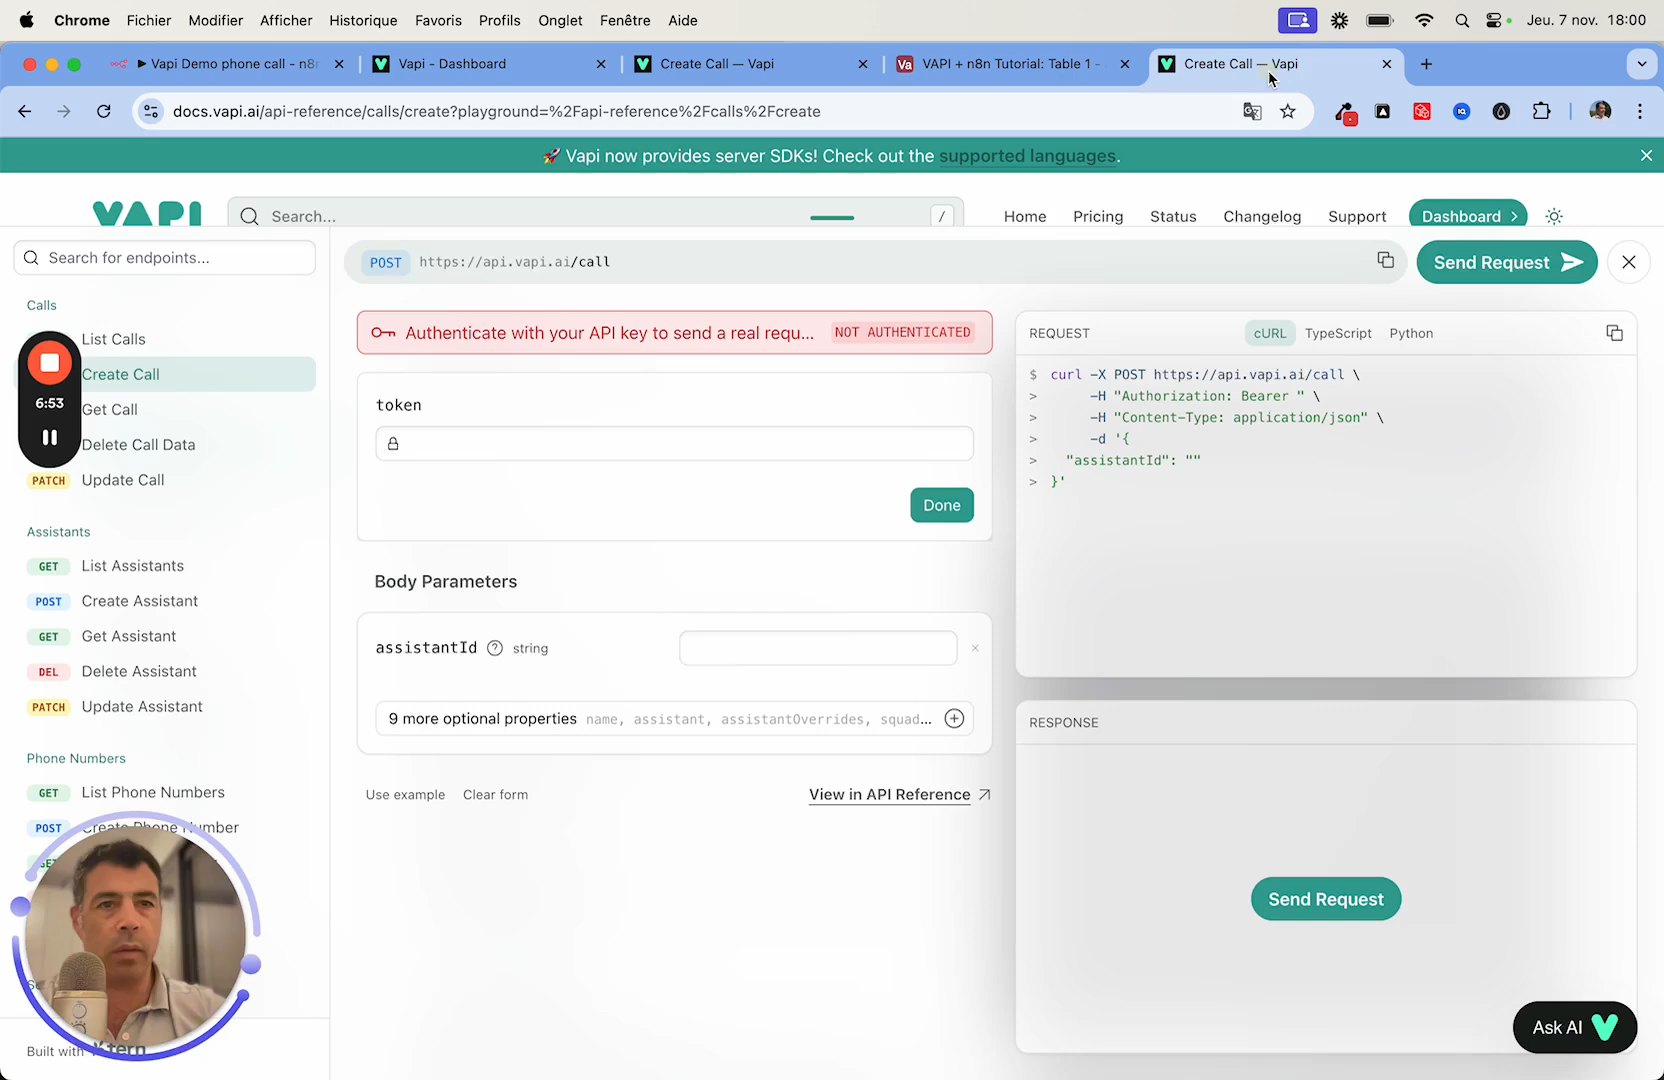 Chrome Fichier Modifier Afficher Historique Favoris Profils Onglet Fenêtre Aide Jeu. 7 nov. 18:00
Vapi Demo phone call - n8n
Vapi - Dashboard
Create Call — Vapi
VAPI + n8n Tutorial: Table 1 -
Create Call — Vapi
docs.vapi.ai/api-reference/calls/create?playground=%2Fapi-reference%2Fcalls%2Fcreate
🚀 Vapi now provides server SDKs! Check out the supported languages.
VAPI
Search... /
Home Pricing Status Changelog Support Dashboard
Search for endpoints...
POST https://api.vapi.ai/call
Send Request
Calls
List Calls
Create Call
Get Call
Delete Call Data
PATCH Update Call
6:53
Assistants
GET List Assistants
POST Create Assistant
GET Get Assistant
DEL Delete Assistant
PATCH Update Assistant
Phone Numbers
GET List Phone Numbers
POST Create Phone Number
GET
Built with
Authenticate with your API key to send a real requ... NOT AUTHENTICATED
token
Done
Body Parameters
assistantId ? string
9 more optional properties name, assistant, assistantOverrides, squad...
Use example Clear form View in API Reference
REQUEST cURL TypeScript Python
$ curl -X POST https://api.vapi.ai/call \
> -H "Authorization: Bearer " \
> -H "Content-Type: application/json" \
> -d '{
> "assistantId": ""
> }'
RESPONSE
Send Request
Ask AI